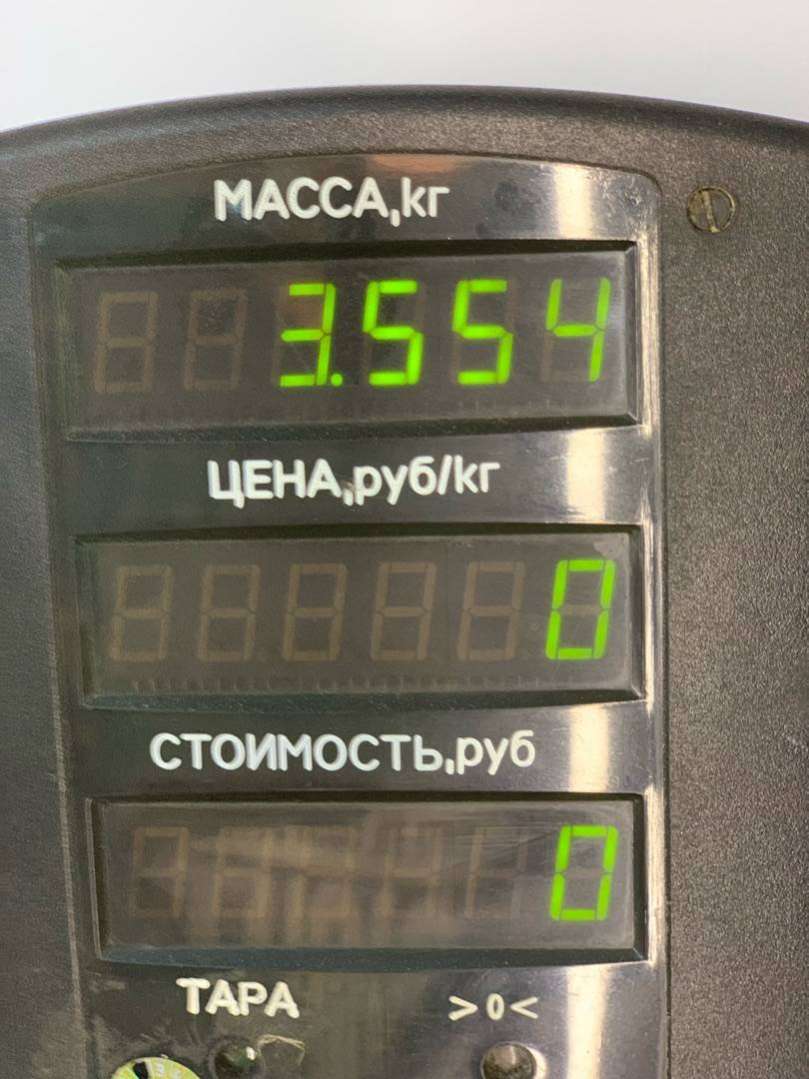 МАССА,кг
3.554
ЦЕНА,руб/кг
0
СТОИМОСТЬ,руб
0
ТАРА >0<